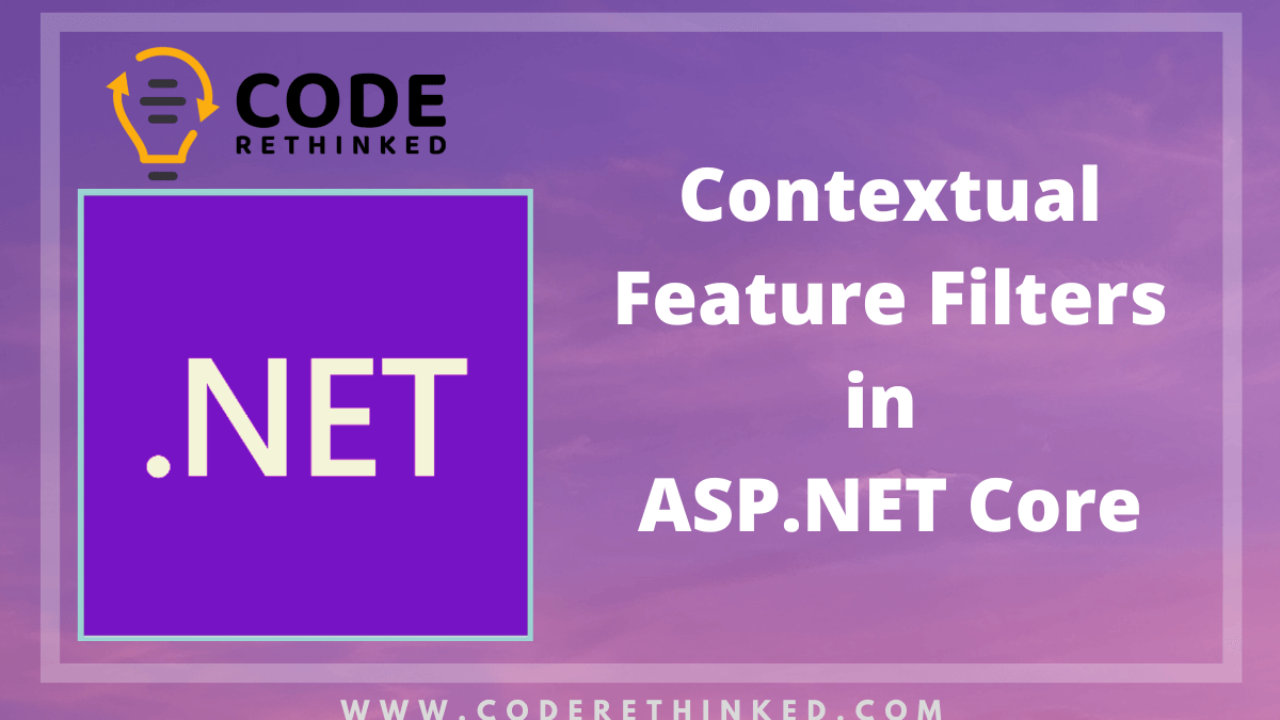 CODE
RETHINKED
.NET
Contextual
Feature Filters
in
ASP.NET Core
WWW.CODERETHINKED.COM